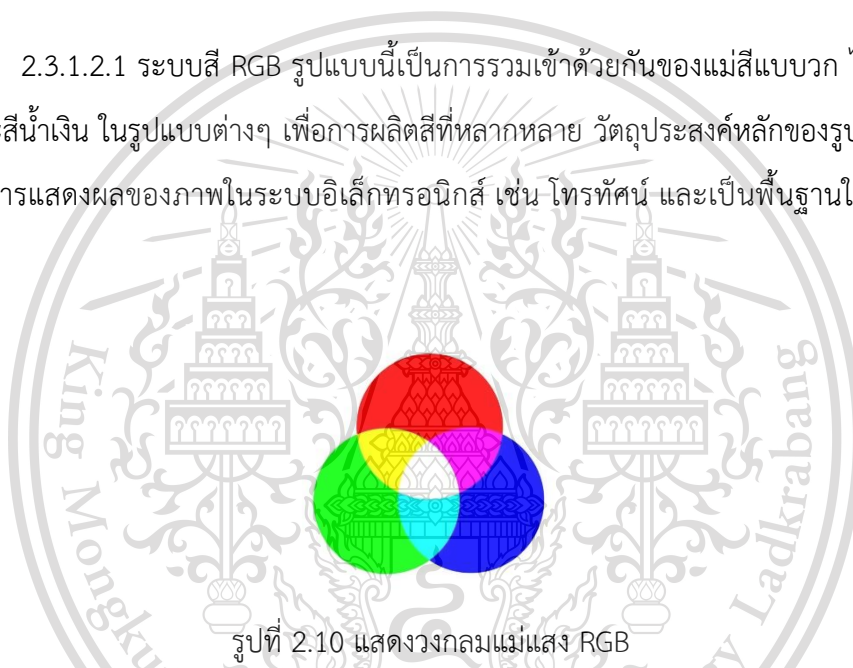 2.3.1.2.1 ระบบสี RGB รูปแบบนี้เป็นการรวมเข้าด้วยกันของแม่สีแบบวก
ะสีน้ำเงิน ในรูปแบบต่างๆ เพื่อการผลิตสีที่หลากหลาย วัตถุประสงค์หลักของรูป
ารแสดงผลของภาพในระบบอิเล็กทรอนิกส์ เช่น โทรทัศน์ และเป็นพื้นฐานใ
King Mongku
y Ladkrabang
รูปที่ 2.10 แสดงวงกลมแม่แสง RGB